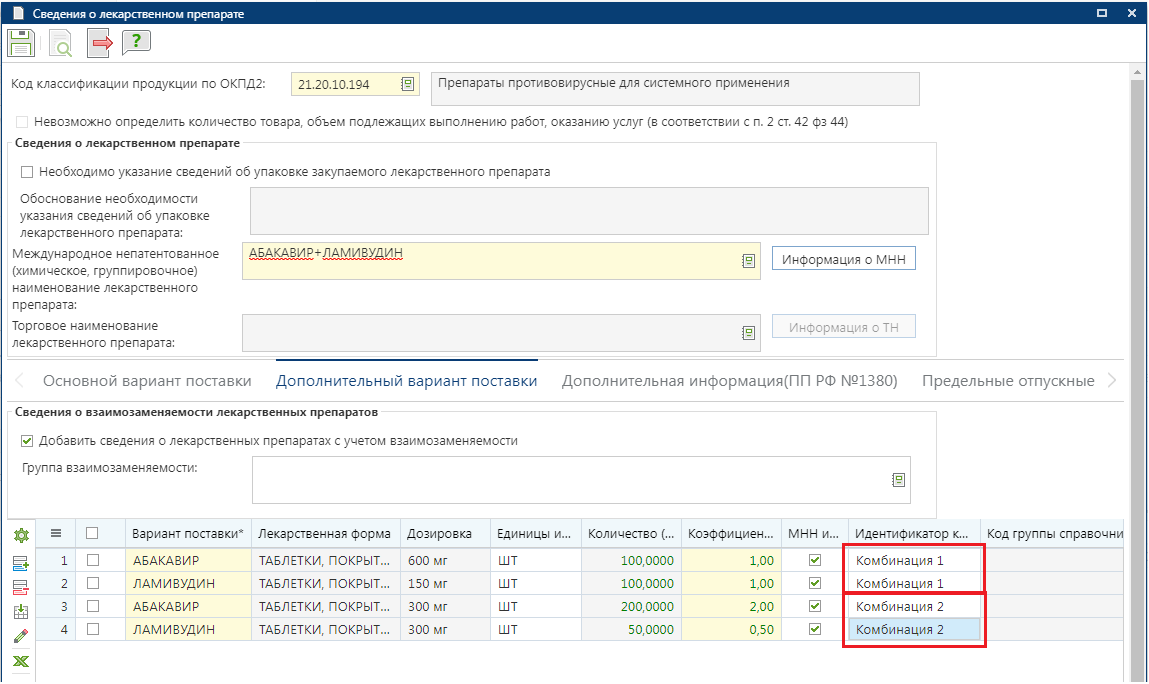 Сведения о лекарственном препарате
?
Код классификации продукции по ОКПД2: 21.20.10.194 Препараты противовирусные для системного применения
Невозможно определить количество товара, объем подлежащих выполнению работ, оказанию услуг (в соответствии с п. 2 ст. 42 фз 44)
Сведения о лекарственном препарате
Необходимо указание сведений об упаковке закупаемого лекарственного препарата
Обоснование необходимости
указания сведений об упаковке
лекарственного препарата:
Международное непатентованное
(химическое, группировочное)
наименование лекарственного
препарата:
АБАКАВИР+ЛАМИВУДИН
Информация о МНН
Торговое наименование
лекарственного препарата:
Информация о ТН
Основной вариант поставки Дополнительный вариант поставки Дополнительная информация(ПП РФ №1380) Предельные отпускные
Сведения о взаимозаменяемости лекарственных препаратов
Добавить сведения о лекарственных препаратах с учетом взаимозаменяемости
Группа взаимозаменяемости:
Вариант поставки* Лекарственная форма Дозировка Единицы и... Количество (... Коэффициен... МНН и... Идентификатор к... Код группы справочни
1 АБАКАВИР ТАБЛЕТКИ, ПОКРЫТ... 600 мг ШТ 100,0000 1,00 Комбинация 1
2 ЛАМИВУДИН ТАБЛЕТКИ, ПОКРЫТ... 150 мг ШТ 100,0000 1,00 Комбинация 1
3 АБАКАВИР ТАБЛЕТКИ, ПОКРЫТ... 300 мг ШТ 200,0000 2,00 Комбинация 2
4 ЛАМИВУДИН ТАБЛЕТКИ, ПОКРЫТ... 300 мг ШТ 50,0000 0,50 Комбинация 2